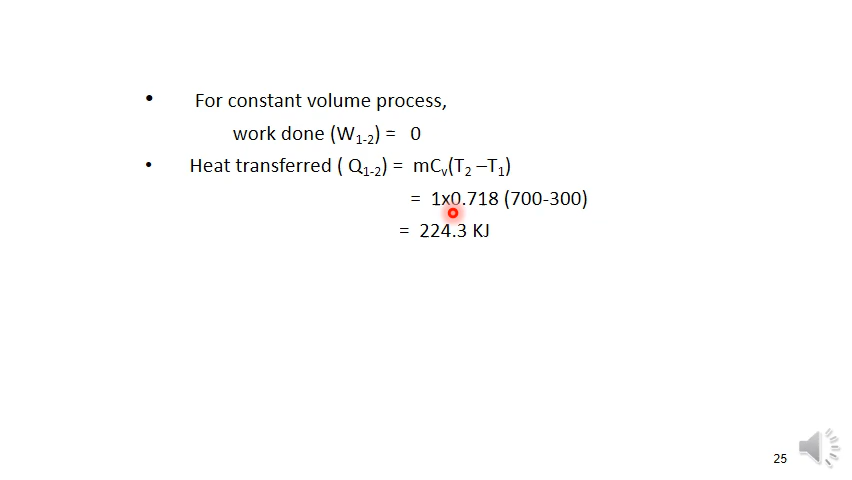 • For constant volume process,
work done (W₁₋₂) = 0
• Heat transferred ( Q₁₋₂) = mCᵥ(T₂ –T₁)
= 1x0.718 (700-300)
= 224.3 KJ
25